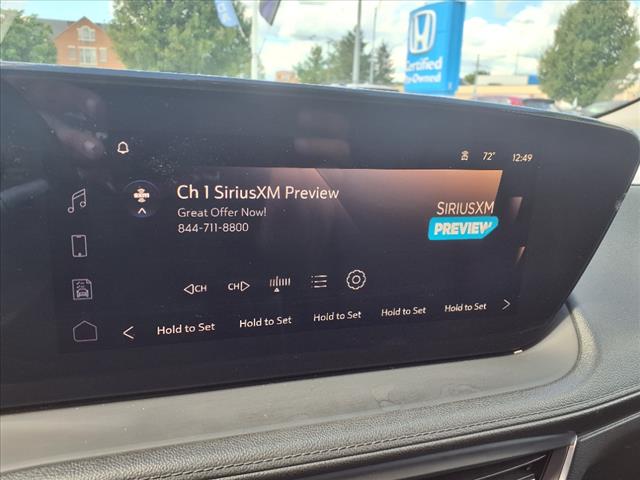 Certified
Pre-Owned
72° 12:49
Ch 1 SiriusXM Preview
Great Offer Now!
844-711-8800
SIRIUSXM
PREVIEW
CH CH
Hold to Set Hold to Set Hold to Set Hold to Set Hold to Set